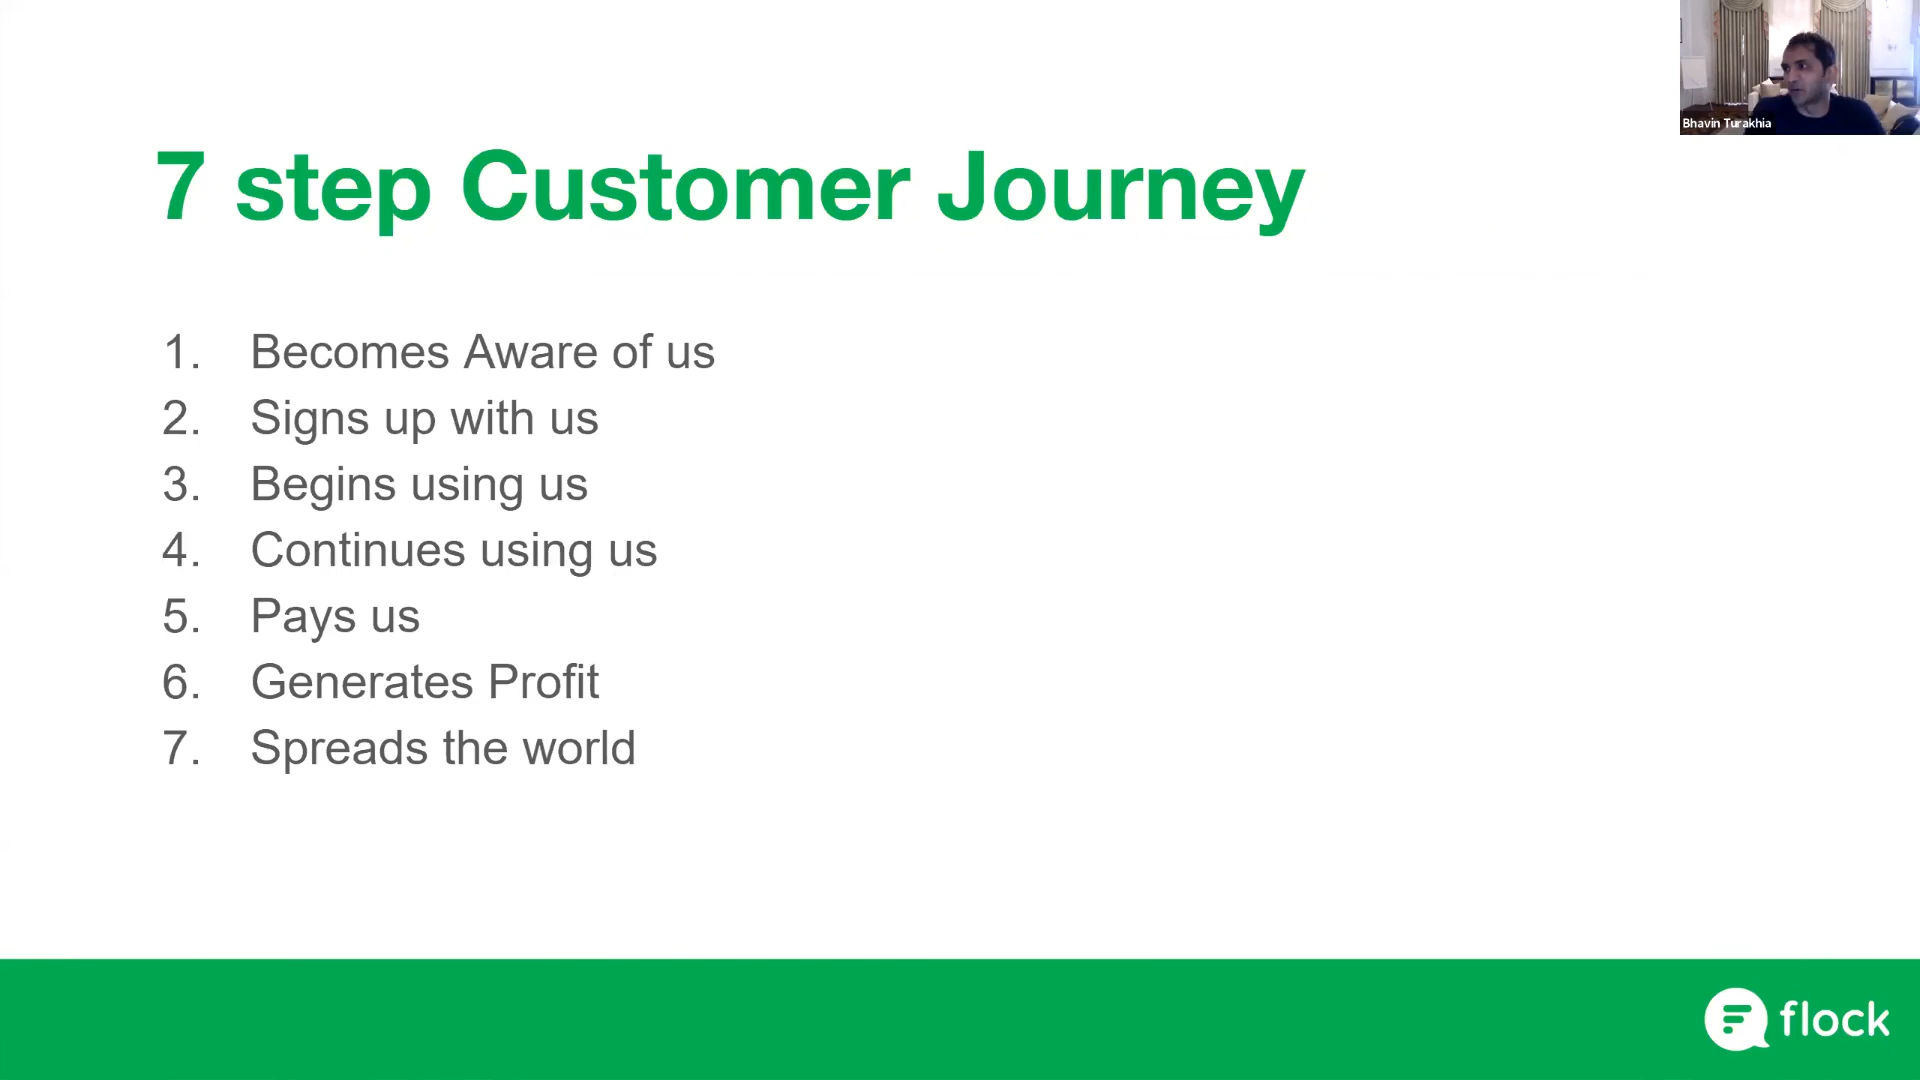 Bhavin Turakhia
7 step Customer Journey
1. Becomes Aware of us
2. Signs up with us
3. Begins using us
4. Continues using us
5. Pays us
6. Generates Profit
7. Spreads the world
flock